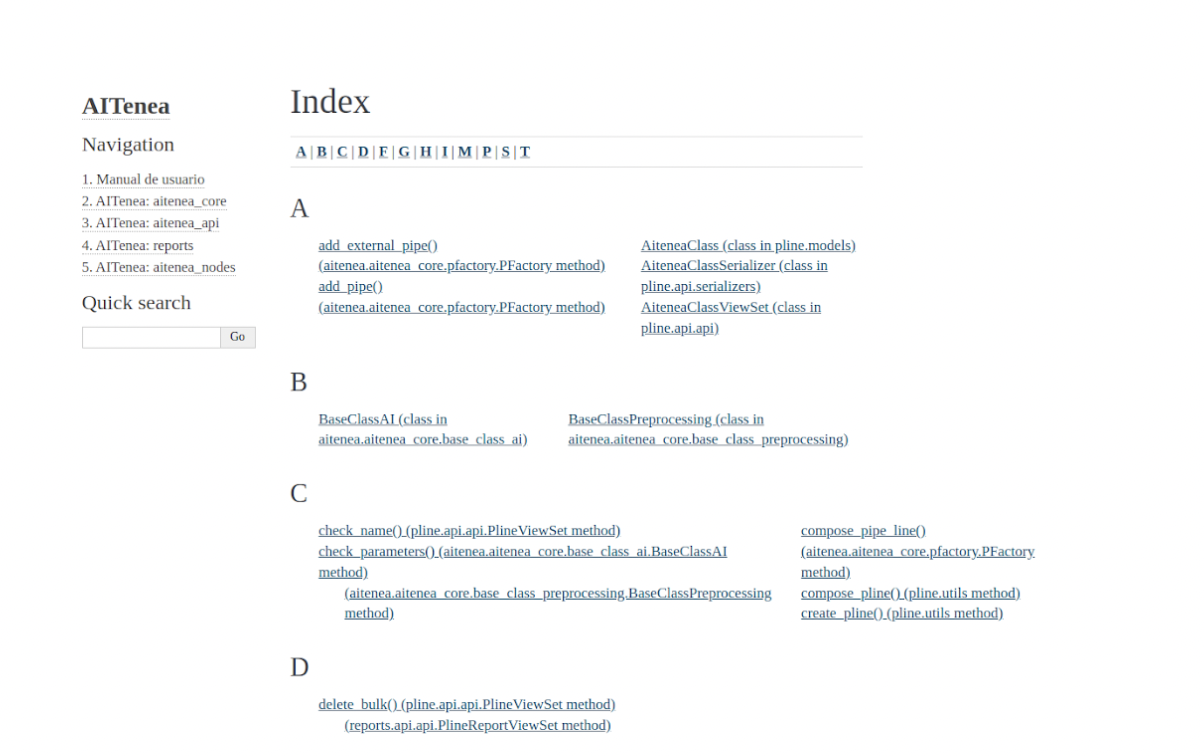 AITenea
Navigation
1. Manual de usuario
2. AITenea: aitenea_core
3. AITenea: aitenea_api
4. AITenea: reports
5. AITenea: aitenea_nodes
Quick search
Go
Index
A | B | C | D | F | G | H | I | M | P | S | T
A
add_external_pipe()
(aitenea.aitenea_core.pfactory.PFactory method)
add_pipe()
(aitenea.aitenea_core.pfactory.PFactory method)
AiteneaClass (class in pline.models)
AiteneaClassSerializer (class in
pline.api.serializers)
AiteneaClassViewSet (class in
pline.api.api)
B
BaseClassAI (class in
aitenea.aitenea_core.base_class_ai)
BaseClassPreprocessing (class in
aitenea.aitenea_core.base_class_preprocessing)
C
check_name() (pline.api.api.PlineViewSet method)
check_parameters() (aitenea.aitenea_core.base_class_ai.BaseClassAI
method)
(aitenea.aitenea_core.base_class_preprocessing.BaseClassPreprocessing
method)
compose_pipe_line()
(aitenea.aitenea_core.pfactory.PFactory
method)
compose_pline() (pline.utils method)
create_pline() (pline.utils method)
D
delete_bulk() (pline.api.api.PlineViewSet method)
(reports.api.api.PlineReportViewSet method)